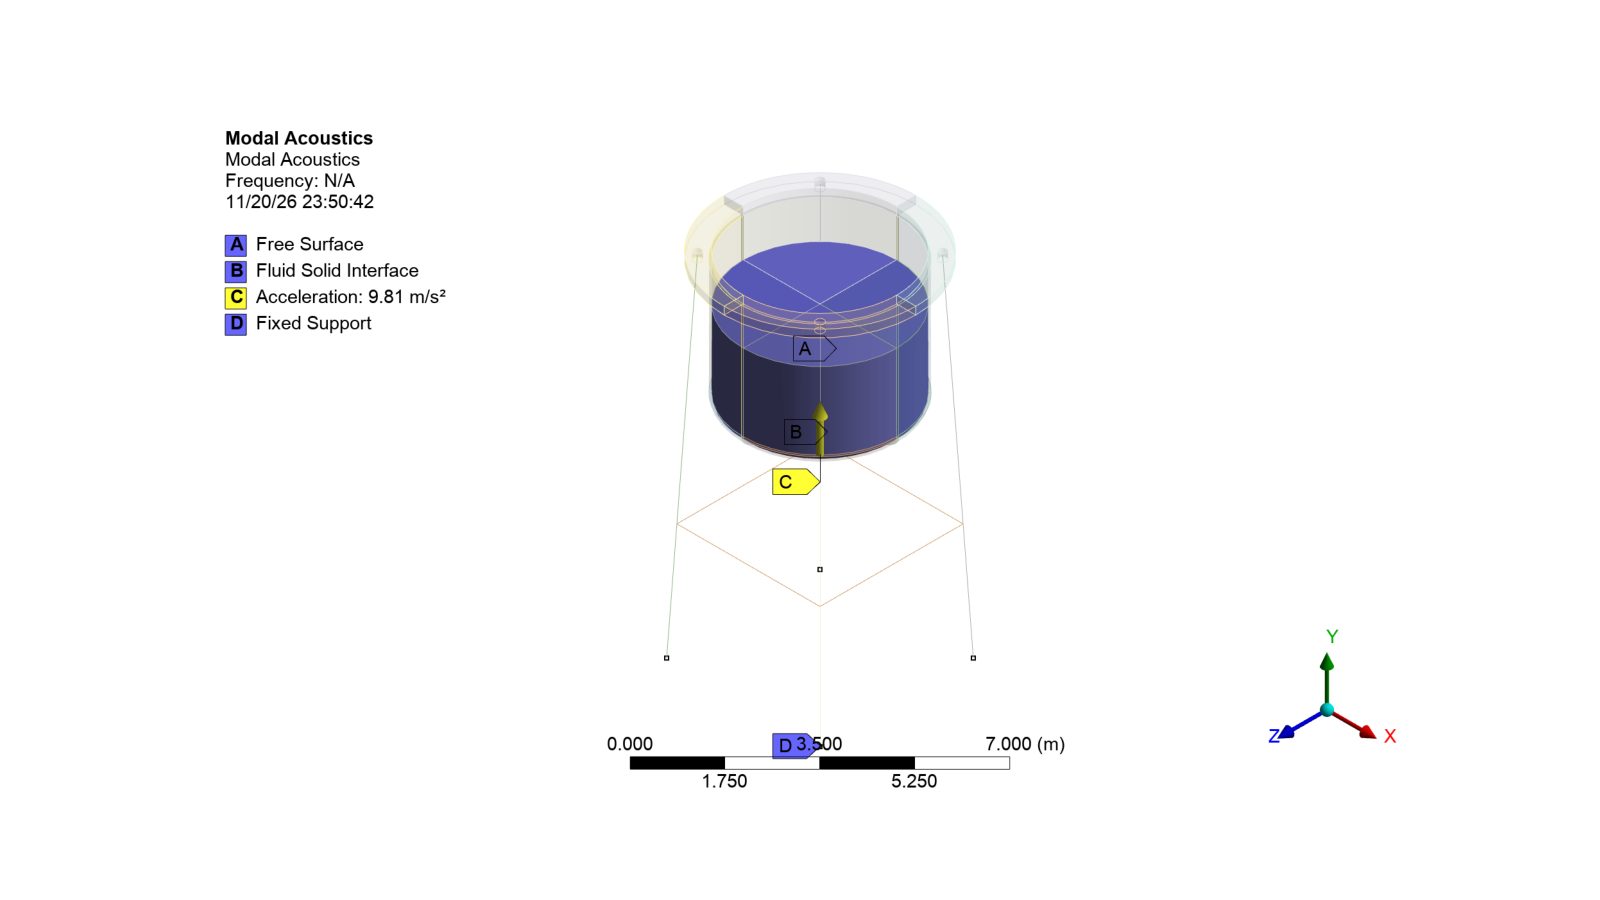 Modal Acoustics
Modal Acoustics
Frequency: N/A
11/20/26 23:50:42
A Free Surface
B Fluid Solid Interface
C Acceleration: 9.81 m/s²
D Fixed Support
A
B
C
Y
Z X
D
0.000 3.500 7.000 (m)
1.750 5.250